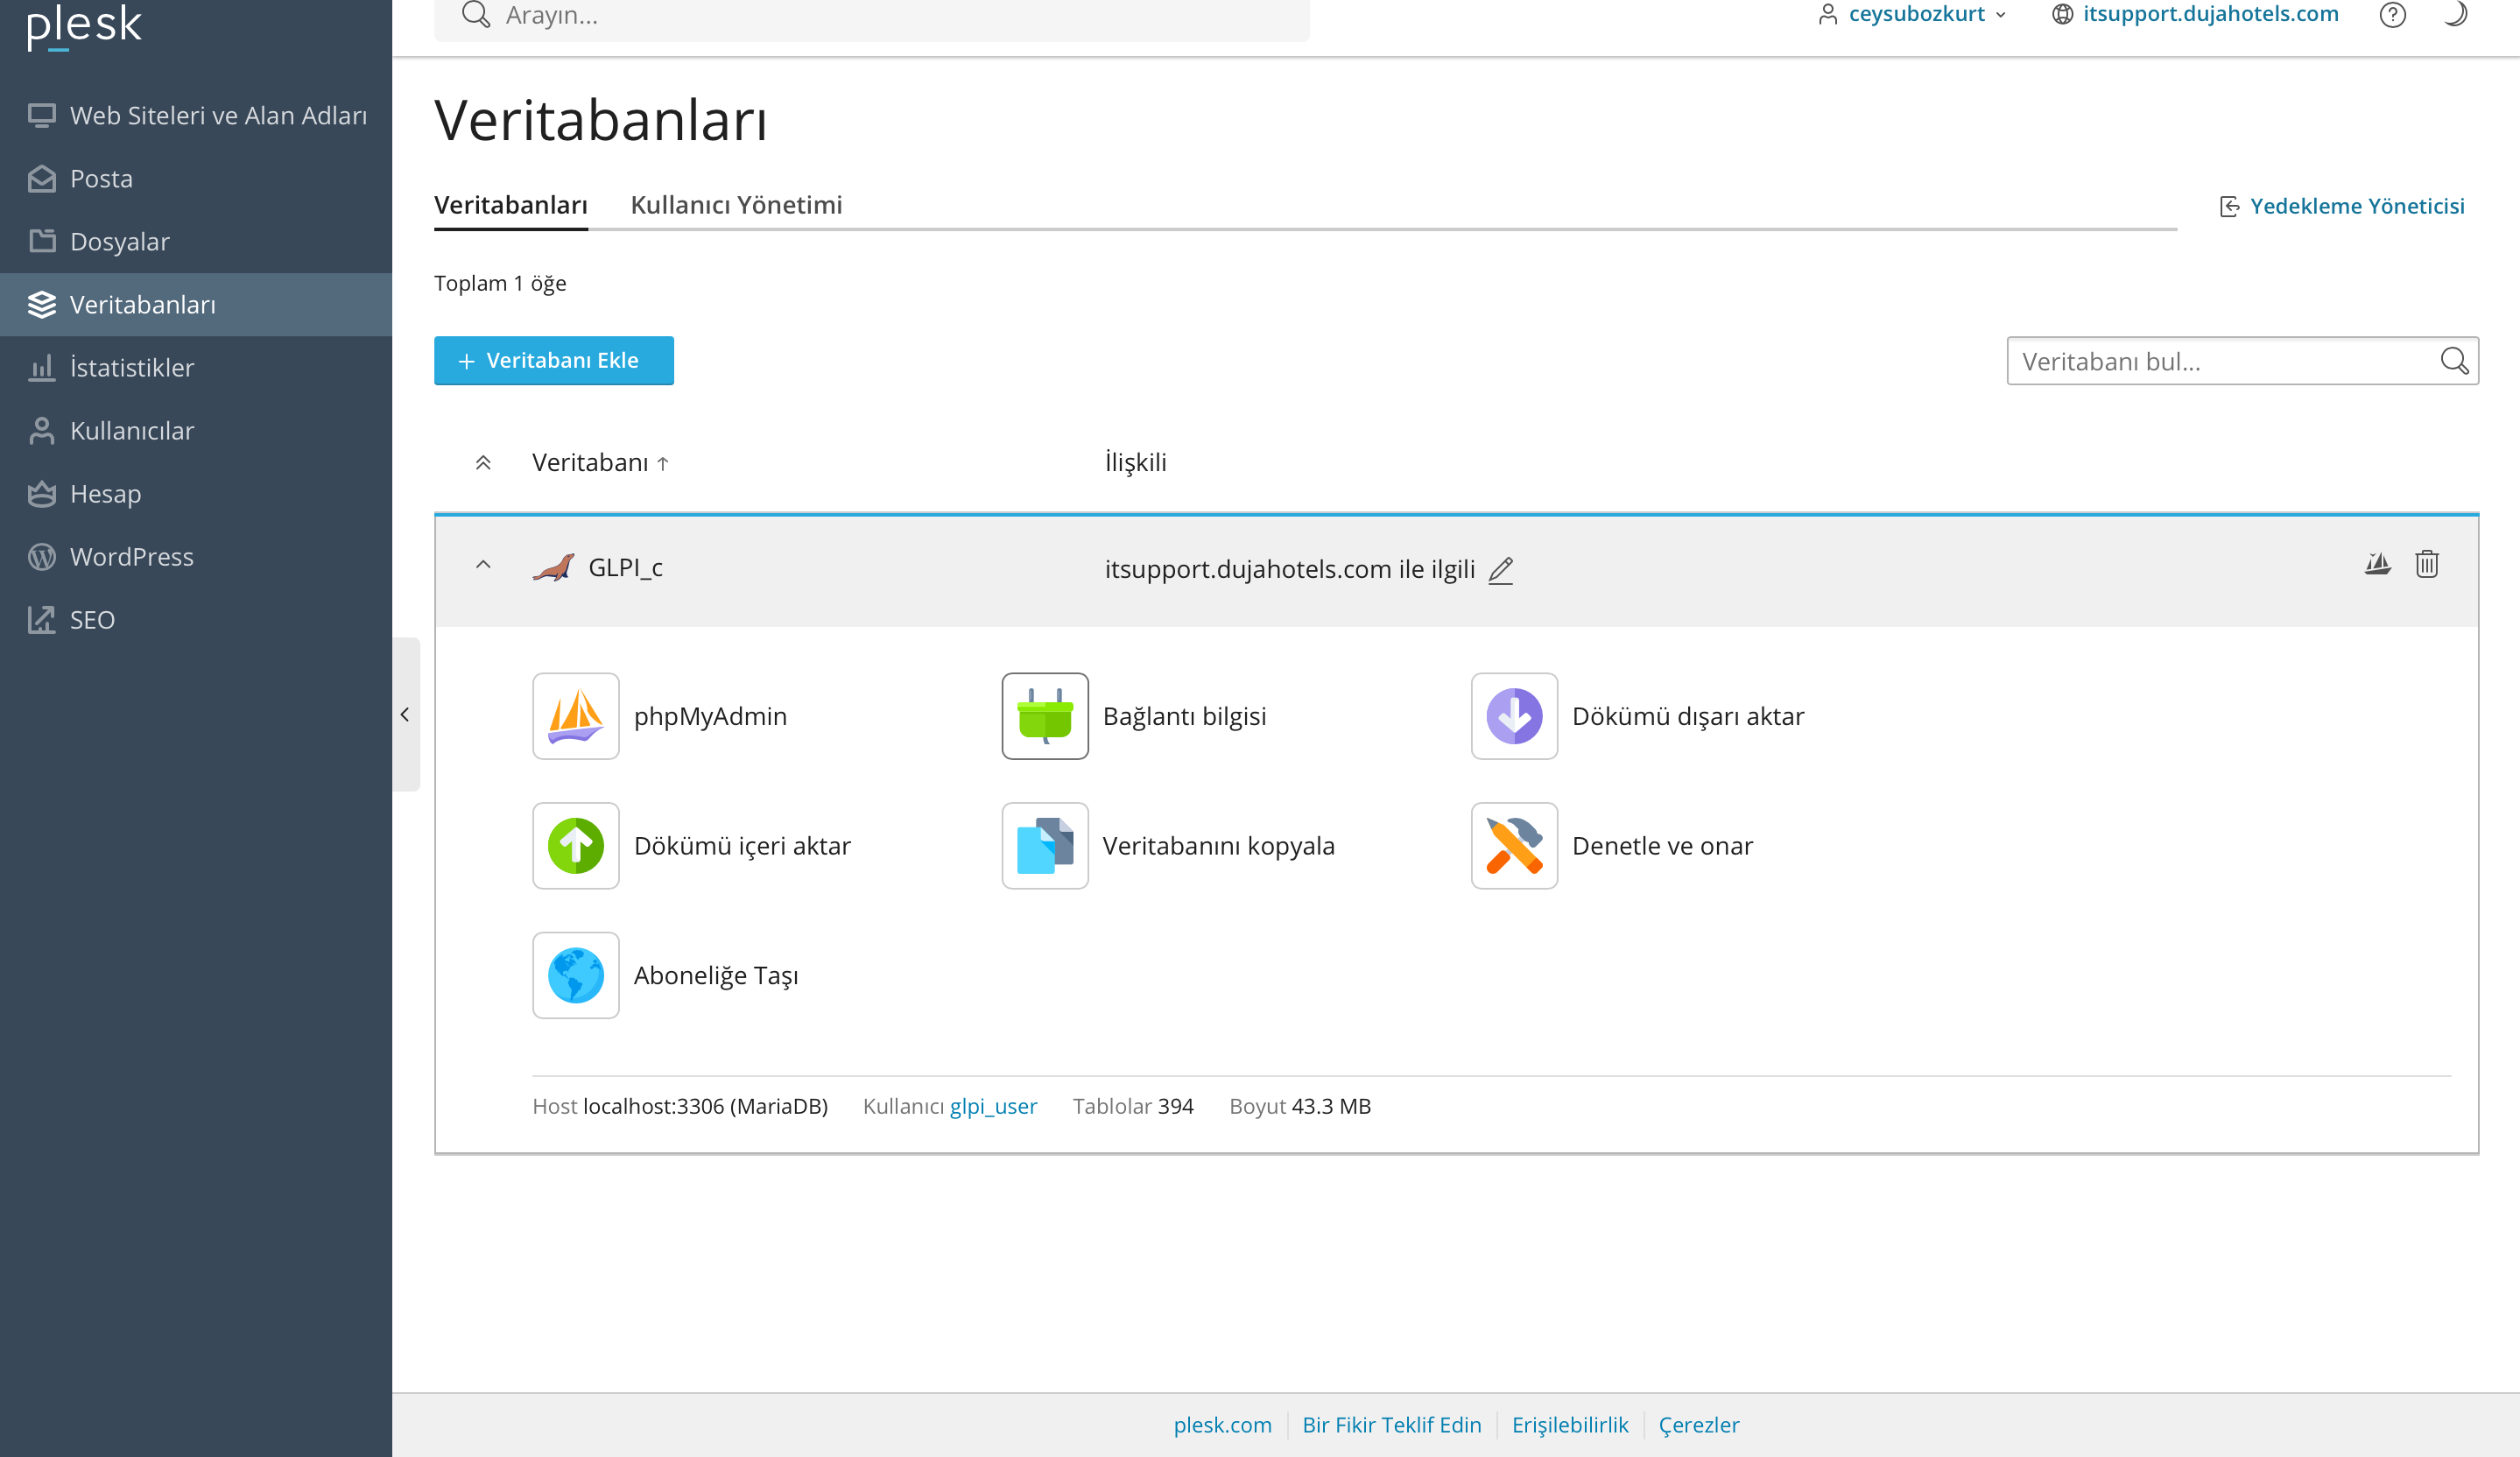 plesk
Arayın...
ceysubozkurt
itsupport.dujahotels.com
Web Siteleri ve Alan Adları
Posta
Dosyalar
Veritabanları
İstatistikler
Kullanıcılar
Hesap
WordPress
SEO
Veritabanları
Veritabanları Kullanıcı Yönetimi
Yedekleme Yöneticisi
Toplam 1 öğe
+ Veritabanı Ekle
Veritabanı bul...
Veritabanı ↑ İlişkili
GLPI_c itsupport.dujahotels.com ile ilgili
phpMyAdmin Bağlantı bilgisi Dökümü dışarı aktar
Dökümü içeri aktar Veritabanını kopyala Denetle ve onar
Aboneliğe Taşı
Host localhost:3306 (MariaDB) Kullanıcı glpi_user Tablolar 394 Boyut 43.3 MB
plesk.com Bir Fikir Teklif Edin Erişilebilirlik Çerezler